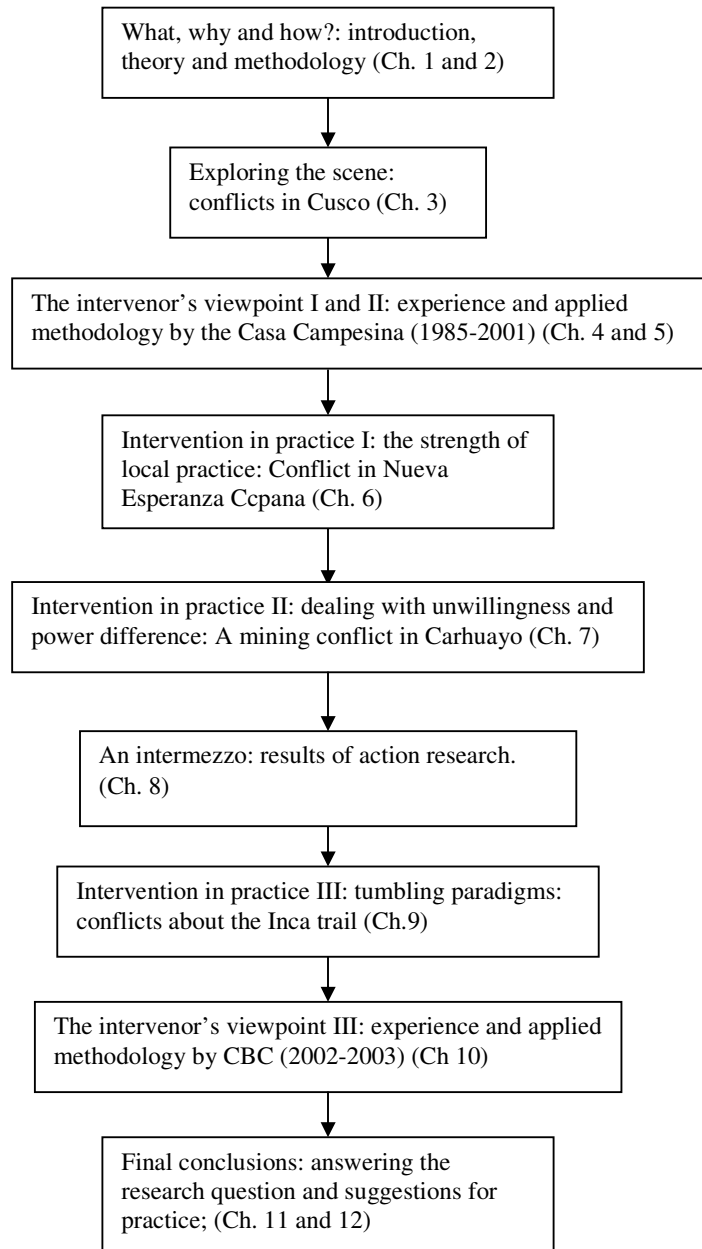 What, why and how?: introduction,
theory and methodology (Ch. 1 and 2)
Exploring the scene:
conflicts in Cusco (Ch. 3)
The intervenor’s viewpoint I and II: experience and applied
methodology by the Casa Campesina (1985-2001) (Ch. 4 and 5)
Intervention in practice I: the strength of
local practice: Conflict in Nueva
Esperanza Ccpana (Ch. 6)
Intervention in practice II: dealing with unwillingness and
power difference: A mining conflict in Carhuayo (Ch. 7)
An intermezzo: results of action research.
(Ch. 8)
Intervention in practice III: tumbling paradigms:
conflicts about the Inca trail (Ch.9)
The intervenor’s viewpoint III: experience and applied
methodology by CBC (2002-2003) (Ch 10)
Final conclusions: answering the
research question and suggestions for
practice; (Ch. 11 and 12)